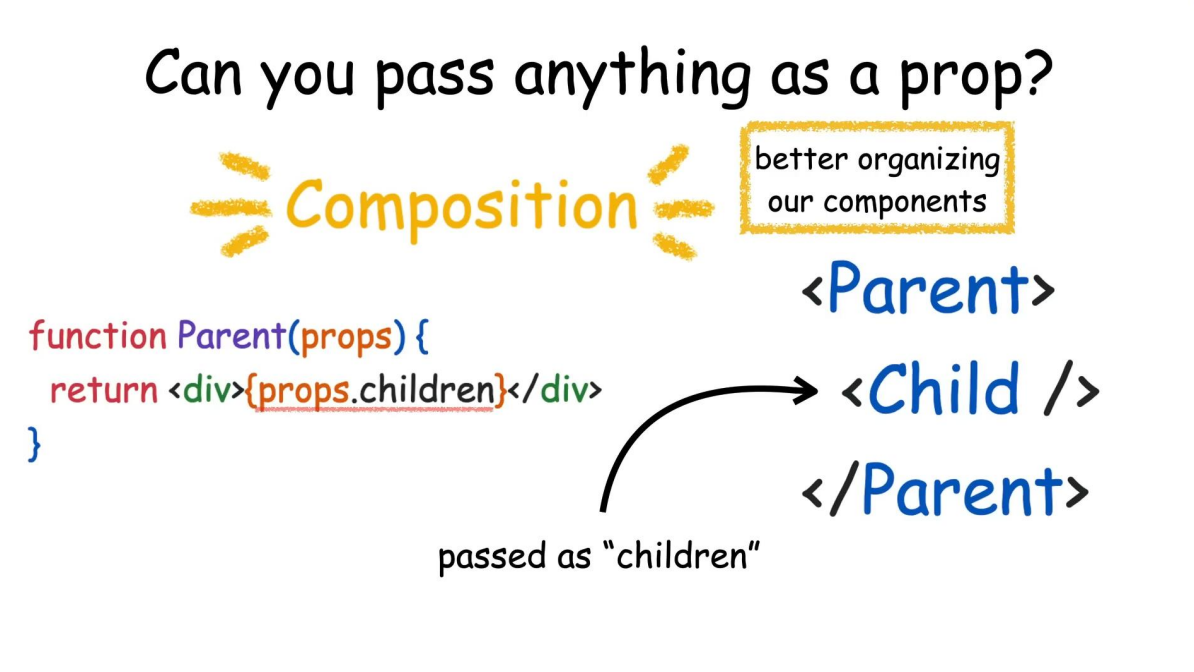 Can you pass anything as a prop?
Composition
better organizing
our components
function Parent(props) {
return <div>{props.children}</div>
}
<Parent>
<Child />
</Parent>
passed as “children”